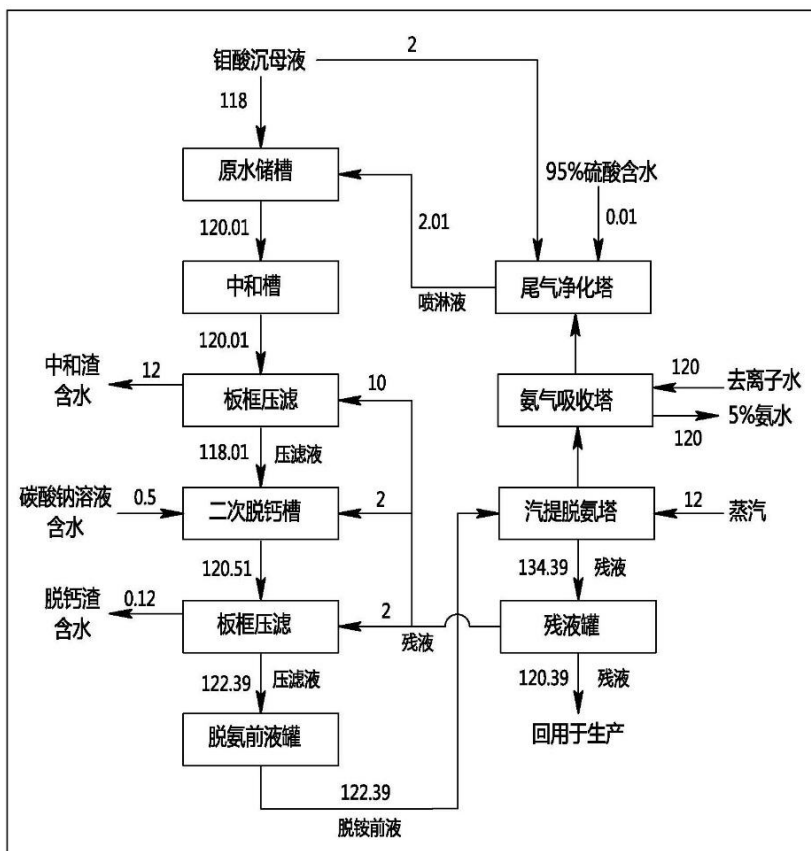 2
钼酸沉母液
118
原水储槽
95%硫酸含水
0.01
2.01
120.01
中和槽
尾气净化塔
喷淋液
120.01
中和渣
含水
12
10
120
去离子水
板框压滤
氨气吸收塔
5%氨水
120
118.01
压滤液
碳酸钠溶液
含水
0.5
二次脱钙槽
2
汽提脱氨塔
12
蒸汽
120.51
134.39
残液
脱钙渣
含水
0.12
板框压滤
2
残液
残液罐
122.39
压滤液
120.39
残液
脱氨前液罐
回用于生产
122.39
脱铵前液